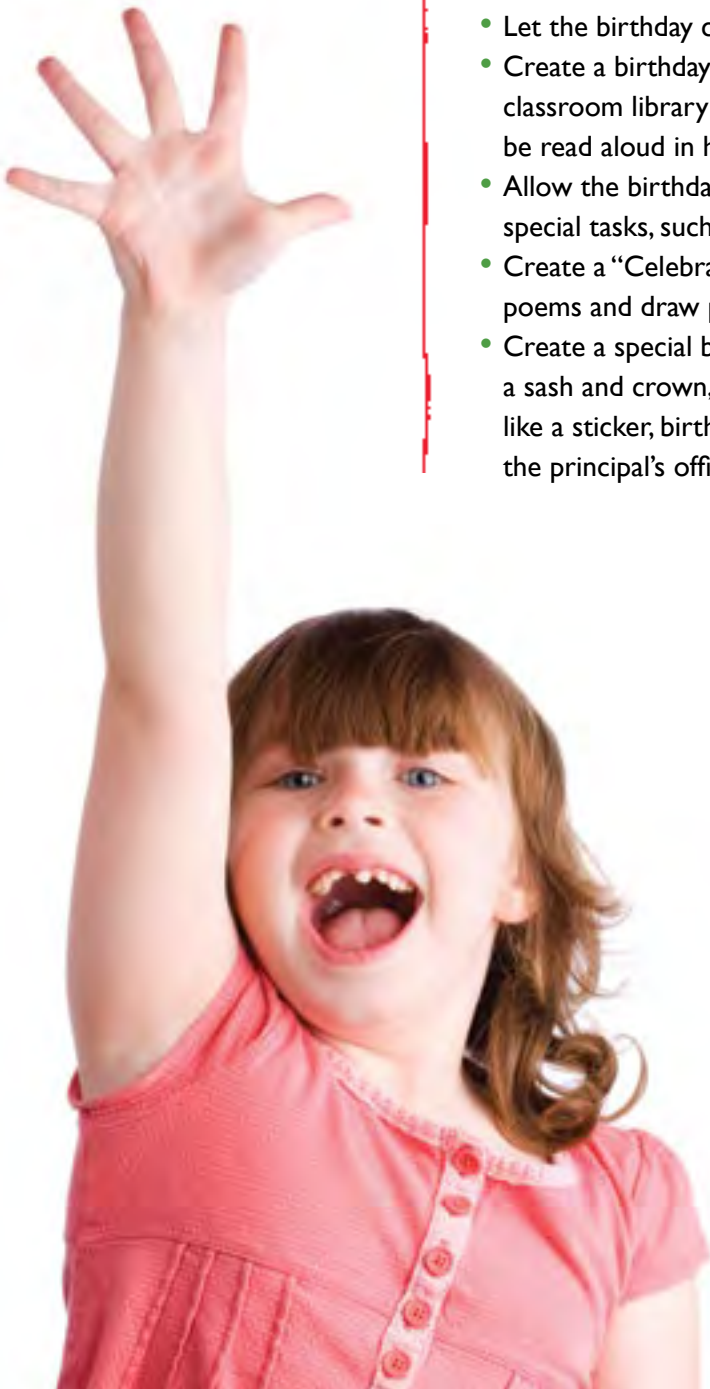 • Let the birthday
• Create a birthday
classroom library
be read aloud in
• Allow the birthda
special tasks, such
• Create a “Celebra
poems and draw
• Create a special
a sash and crown,
like a sticker, birth
the principal’s offi